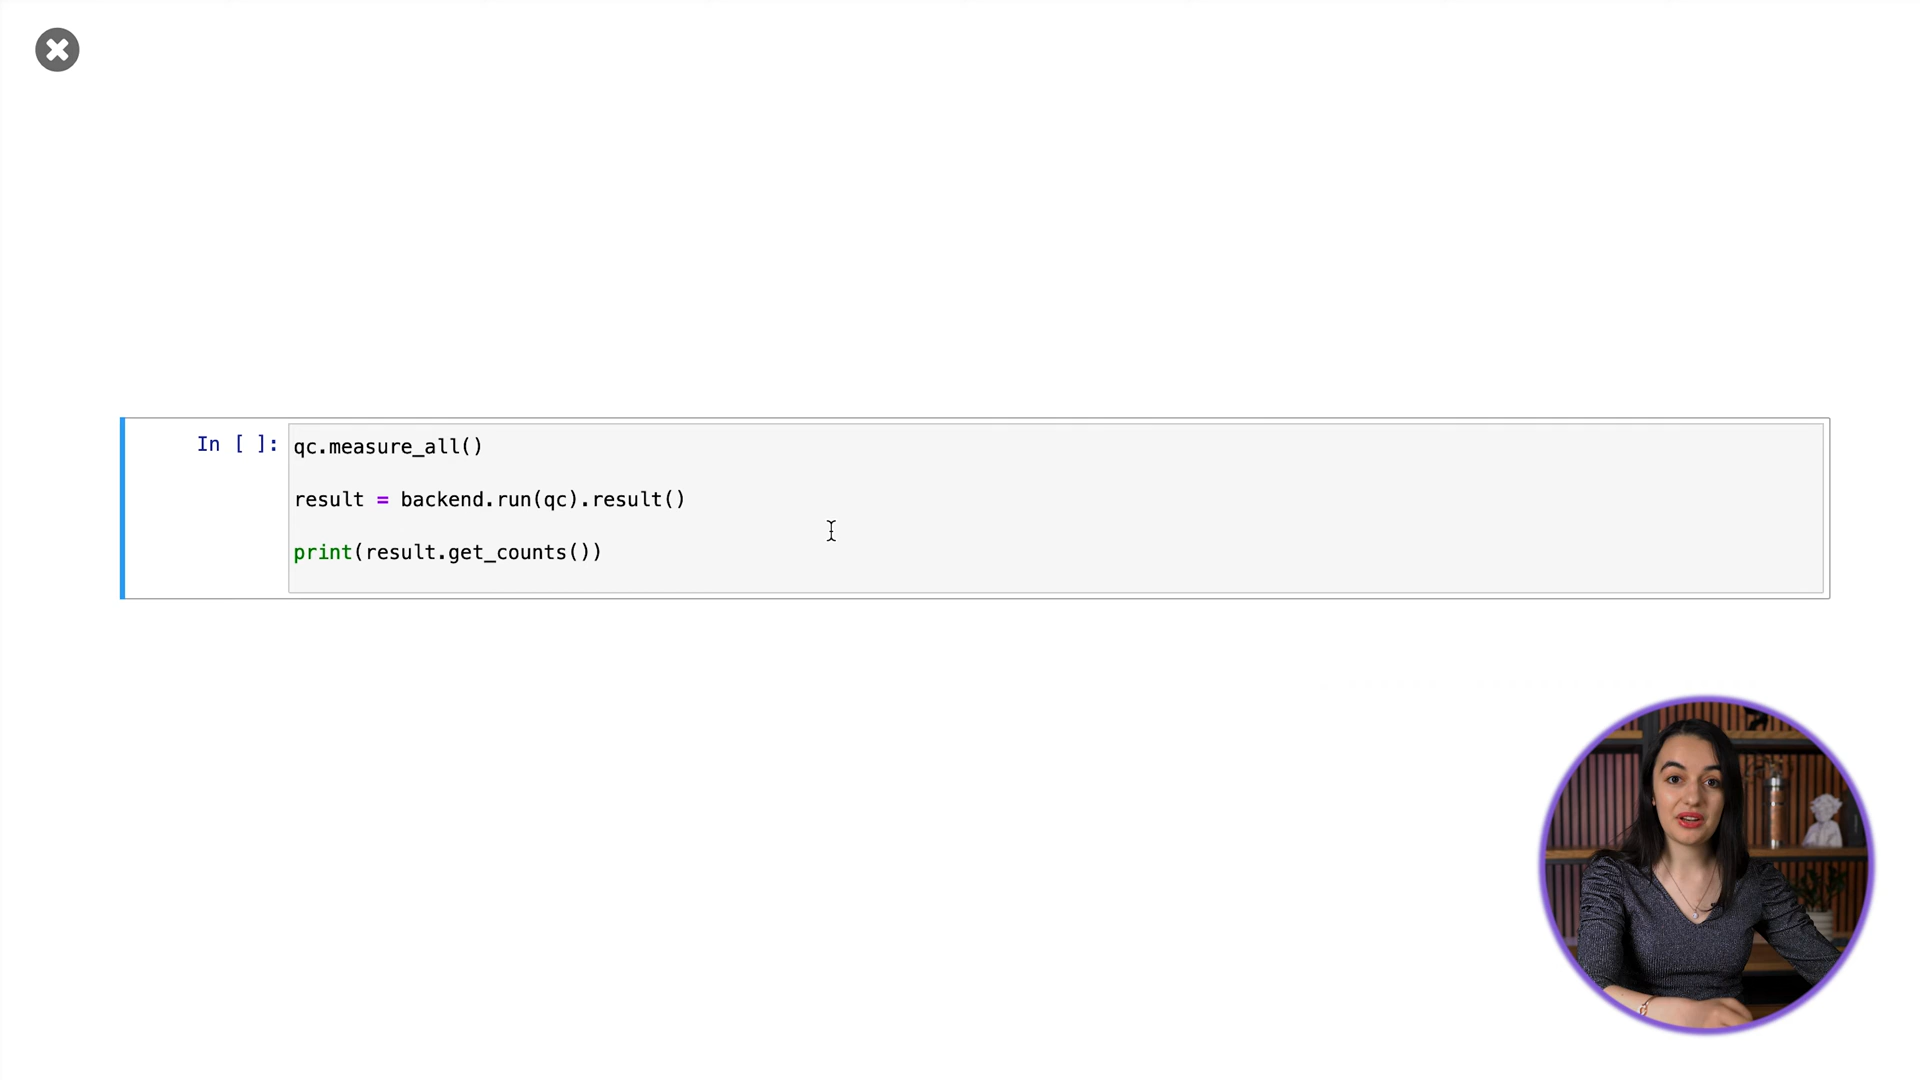 In [ ]:
qc.measure_all()
result = backend.run(qc).result()
print(result.get_counts())